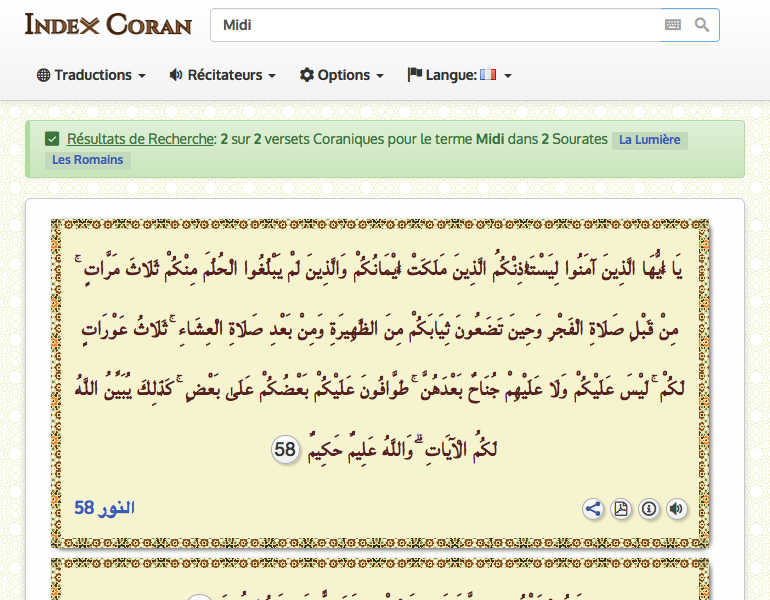 Index Coran
Midi
Traductions Récitateurs Options Langue:
Résultats de Recherche: 2 sur 2 versets Coraniques pour le terme Midi dans 2 Sourates La Lumière
Les Romains
يَا أَيُّهَا الَّذِينَ آمَنُوا لِيَسْتَأْذِنْكُمُ الَّذِينَ مَلَكَتْ أَيْمَانُكُمْ وَالَّذِينَ لَمْ يَبْلُغُوا الْحُلُمَ مِنْكُمْ ثَلَاثَ مَرَّاتٍ ۚ
مِنْ قَبْلِ صَلَاةِ الْفَجْرِ وَحِينَ تَضَعُونَ ثِيَابَكُمْ مِنَ الظَّهِيرَةِ وَمِنْ بَعْدِ صَلَاةِ الْعِشَاءِ ۚ ثَلَاثُ عَوْرَاتٍ
لَكُمْ ۚ لَيْسَ عَلَيْكُمْ وَلَا عَلَيْهِمْ جُنَاحٌ بَعْدَهُنَّ ۚ طَوَّافُونَ عَلَيْكُمْ بَعْضُكُمْ عَلَىٰ بَعْضٍ ۚ كَذَٰلِكَ يُبَيِّنُ اللَّهُ
لَكُمُ الْآيَاتِ ۗ وَاللَّهُ عَلِيمٌ حَكِيمٌ 58
النور 58